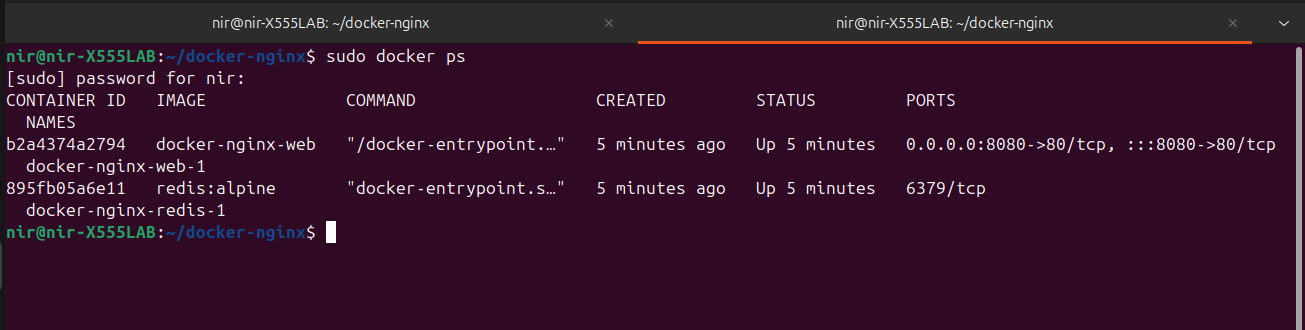 nir@nir-X555LAB: ~/docker-nginx × nir@nir-X555LAB: ~/docker-nginx ×
nir@nir-X555LAB:~/docker-nginx$ sudo docker ps
[sudo] password for nir:
CONTAINER ID   IMAGE              COMMAND                  CREATED         STATUS         PORTS
  NAMES
b2a4374a2794   docker-nginx-web   "/docker-entrypoint.…"   5 minutes ago   Up 5 minutes   0.0.0.0:8080->80/tcp, :::8080->80/tcp
  docker-nginx-web-1
895fb05a6e11   redis:alpine       "docker-entrypoint.s…"   5 minutes ago   Up 5 minutes   6379/tcp
  docker-nginx-redis-1
nir@nir-X555LAB:~/docker-nginx$